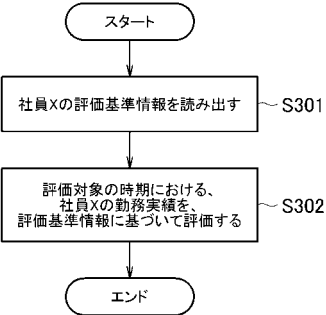 スタート
社員Xの評価基準情報を読み出す
S301
評価対象の時期における、
社員Xの勤務実績を、
評価基準情報に基づいて評価する
S302
エンド